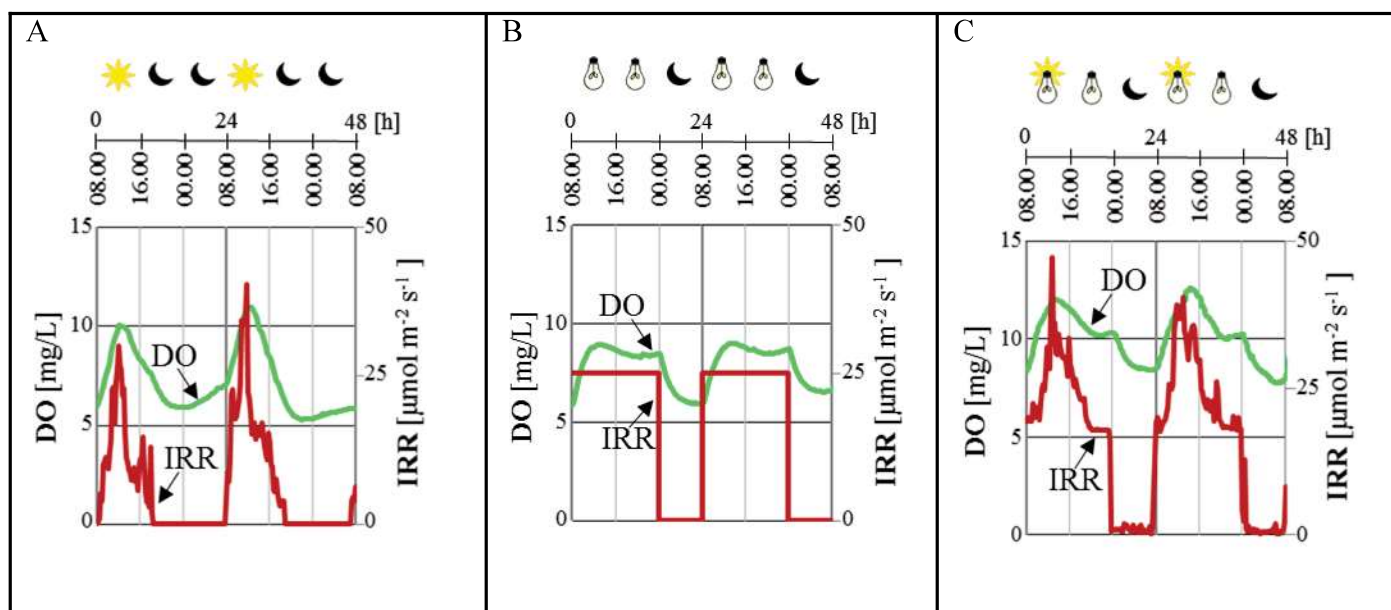 A
0 24 48 [h]
08.00 16.00 00.00 08.00 16.00 00.00 08.00
15 50
10
DO [mg/L]
DO
25
IRR [µmol m-2 s-1]
5
IRR
0 0
B
0 24 48 [h]
08.00 16.00 00.00 08.00 16.00 00.00 08.00
15 50
10
DO [mg/L]
DO
25
IRR [µmol m-2 s-1]
5
IRR
0 0
C
0 24 48 [h]
08.00 16.00 00.00 08.00 16.00 00.00 08.00
15 50
DO
10
DO [mg/L]
25
IRR [µmol m-2 s-1]
5
IRR
0 0